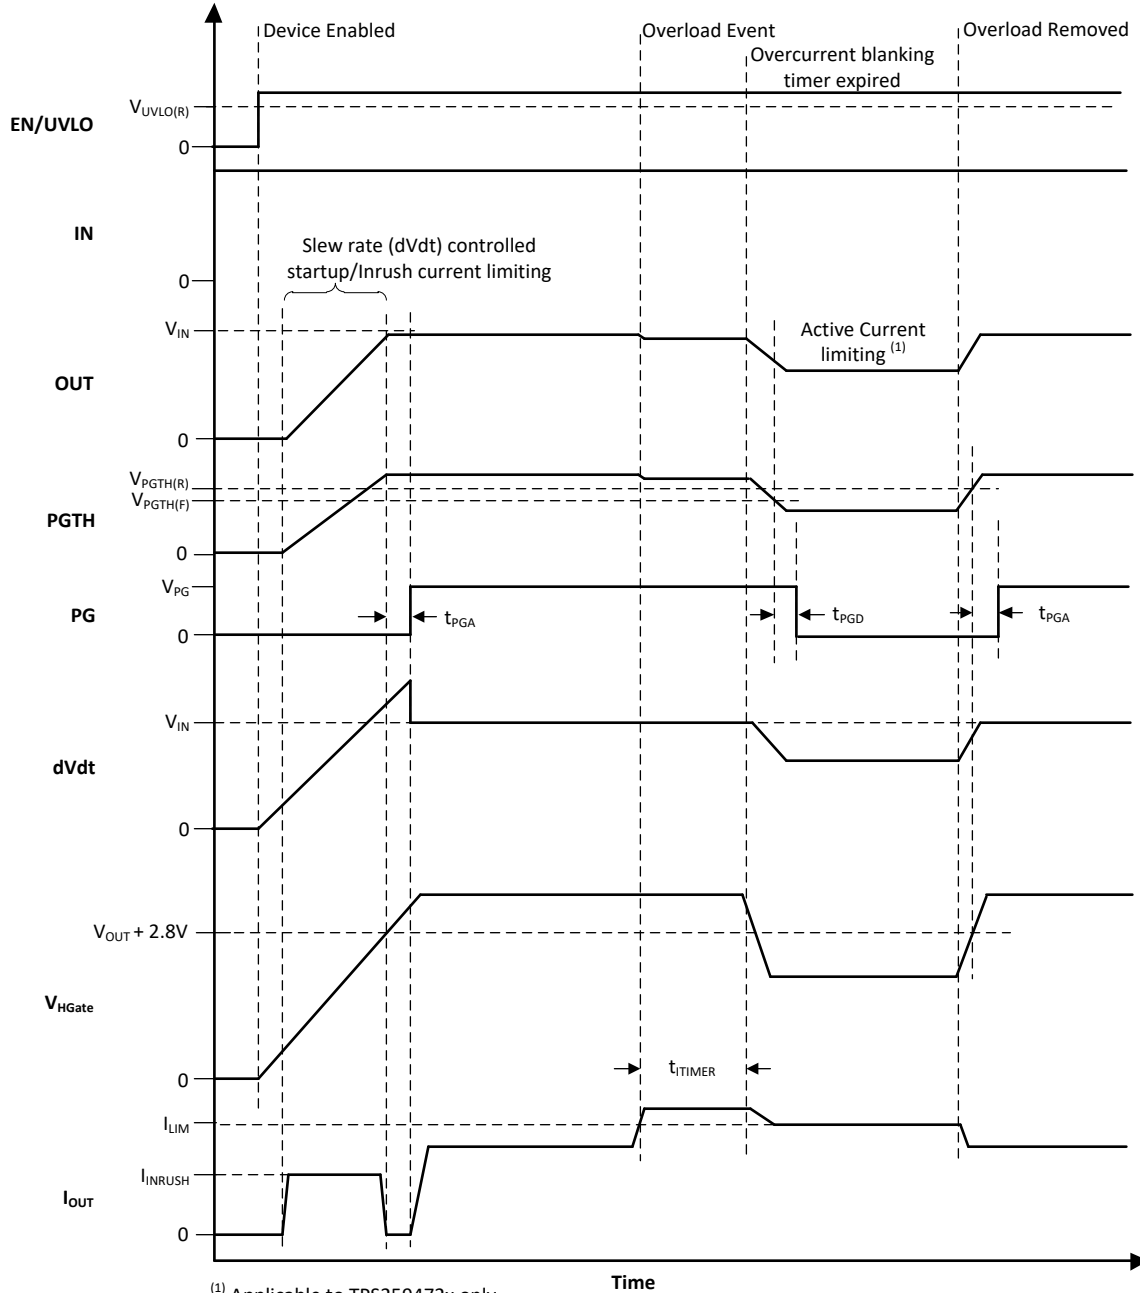 Device Enabled
Overload Event
Overload Removed
Overcurrent blanking
timer expired
V_UVLO(R)
EN/UVLO
0
IN
Slew rate (dVdt) controlled
startup/Inrush current limiting
0
V_IN
Active Current
limiting (1)
OUT
0
V_PGTH(R)
V_PGTH(F)
PGTH
0
V_PG
PG
t_PGA
t_PGD
t_PGA
0
V_IN
dVdt
0
V_OUT + 2.8V
V_HGate
t_ITIMER
0
I_LIM
I_INRUSH
I_OUT
0
Time